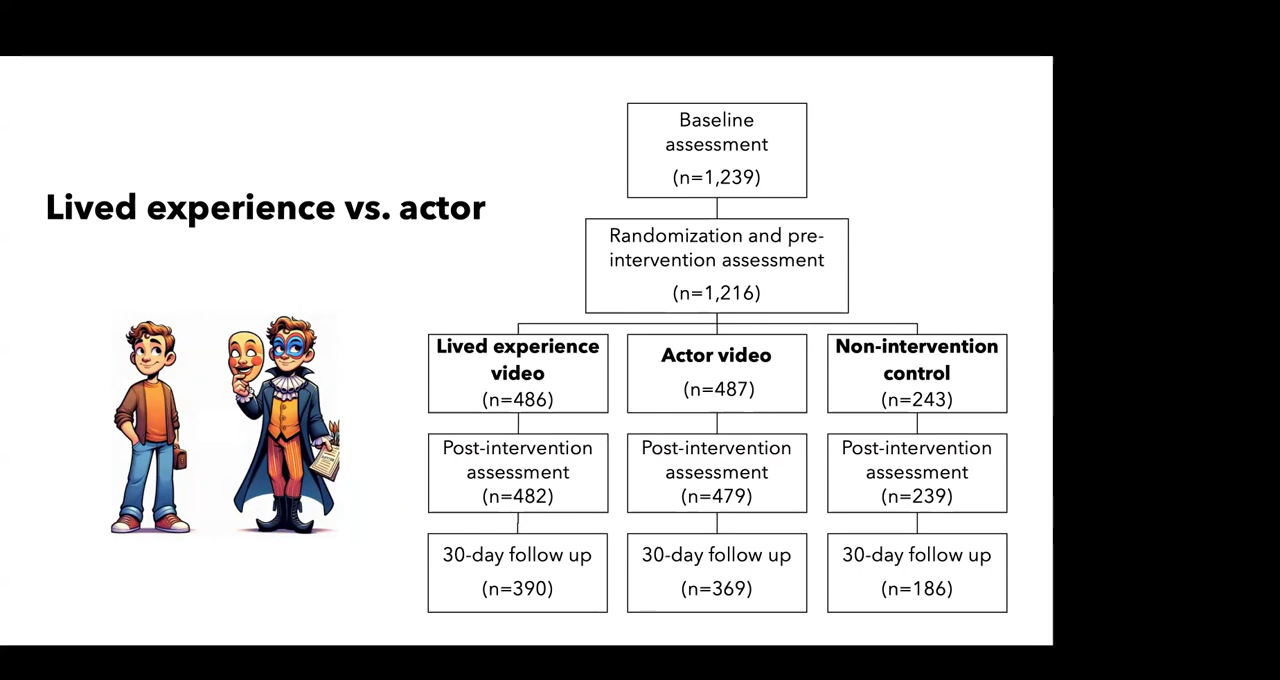 Lived experience vs. actor
Baseline
assessment
(n=1,239)
Randomization and pre-
intervention assessment
(n=1,216)
Lived experience
video
(n=486)
Actor video
(n=487)
Non-intervention
control
(n=243)
Post-intervention
assessment
(n=482)
Post-intervention
assessment
(n=479)
Post-intervention
assessment
(n=239)
30-day follow up
(n=390)
30-day follow up
(n=369)
30-day follow up
(n=186)